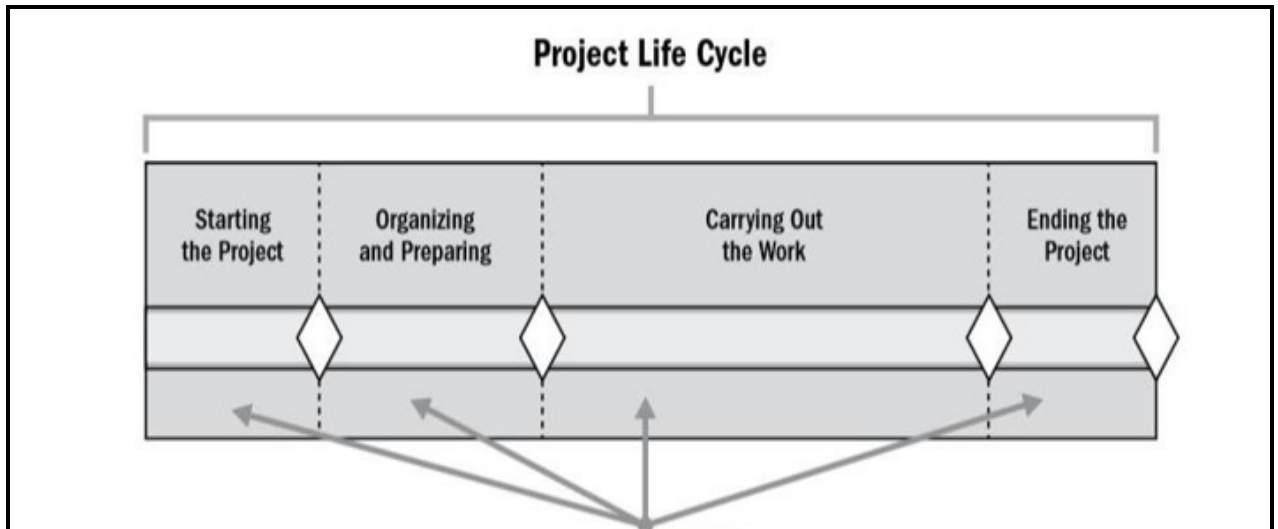 Project Life Cycle
Starting
the Project
Organizing
and Preparing
Carrying Out
the Work
Ending the
Project